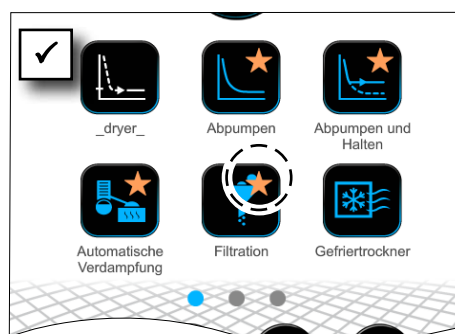 _dryer_
Abpumpen
Abpumpen und
Halten
Automatische
Verdampfung
Filtration
Gefriertrockner